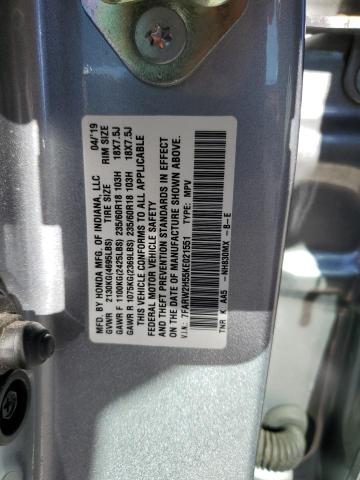 MFD. BY HONDA MFG. OF INDIANA, LLC 04/19
GVWR 2130KG(4695LBS) TIRE SIZE RIM SIZE
GAWR F 1100KG(2425LBS) 235/60R18 103H 18X7.5J
GAWR R 1075KG(2369LBS) 235/60R18 103H 18X7.5J
THIS VEHICLE CONFORMS TO ALL APPLICABLE
FEDERAL MOTOR VEHICLE SAFETY
AND THEFT PREVENTION STANDARDS IN EFFECT
ON THE DATE OF MANUFACTURE SHOWN ABOVE.
V.I.N.: 7FARW2H55KE021551 TYPE: MPV
TNR K AA5 - NH830MX - B - E